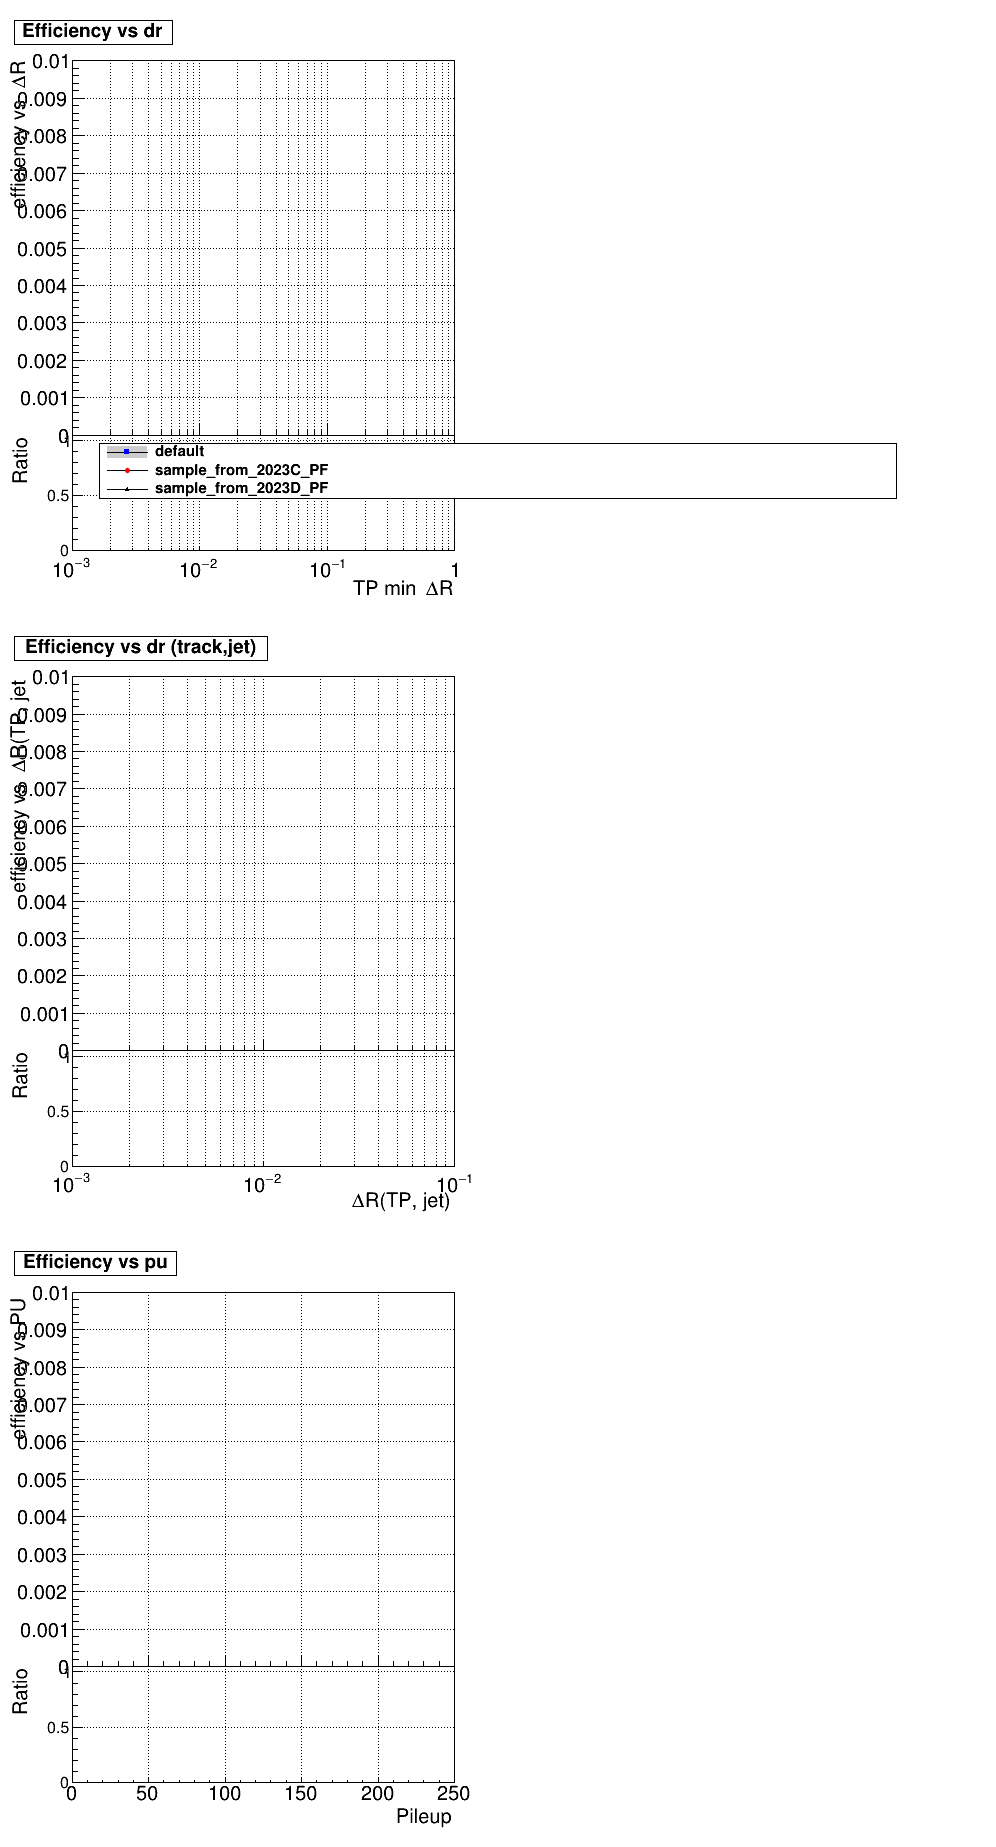 Efficiency vs dr
efficiency vs ΔR
0.01
0.009
0.008
0.007
0.006
0.005
0.004
0.003
0.002
0.001
0
Ratio
1
0.5
0
default
sample_from_2023C_PF
sample_from_2023D_PF
10⁻³ 10⁻² 10⁻¹ 1
TP min ΔR
Efficiency vs dr (track,jet)
efficiency vs ΔR(TP, jet
0.01
0.009
0.008
0.007
0.006
0.005
0.004
0.003
0.002
0.001
0
Ratio
1
0.5
0
10⁻³ 10⁻² 10⁻¹
ΔR(TP, jet)
Efficiency vs pu
efficiency vs PU
0.01
0.009
0.008
0.007
0.006
0.005
0.004
0.003
0.002
0.001
0
Ratio
1
0.5
0
0 50 100 150 200 250
Pileup